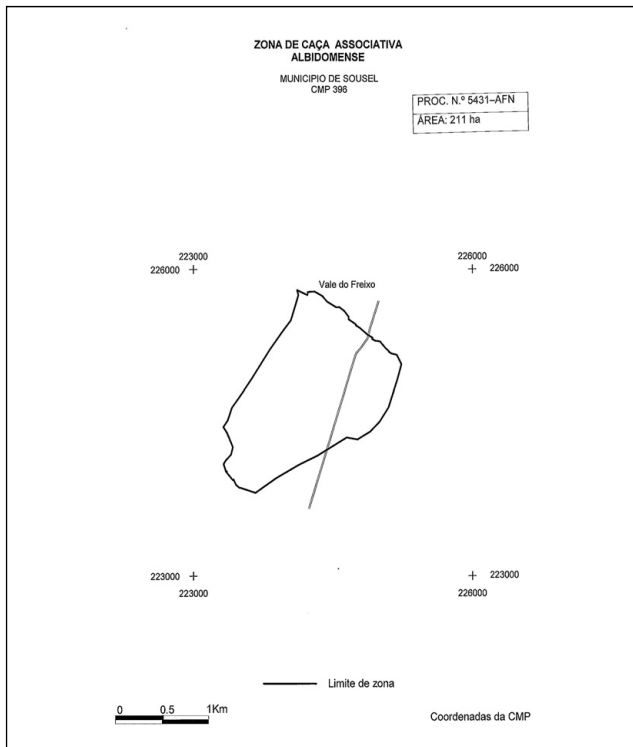 ZONA DE CAÇA ASSOCIATIVA
ALBIDOMENSE
MUNICIPIO DE SOUSEL
CMP 396
PROC. N.º 5431–AFN
ÁREA: 211 ha
223000
226000
226000
226000
Vale do Freixo
223000
223000
223000
226000
Limite de zona
0 0.5 1Km
Coordenadas da CMP